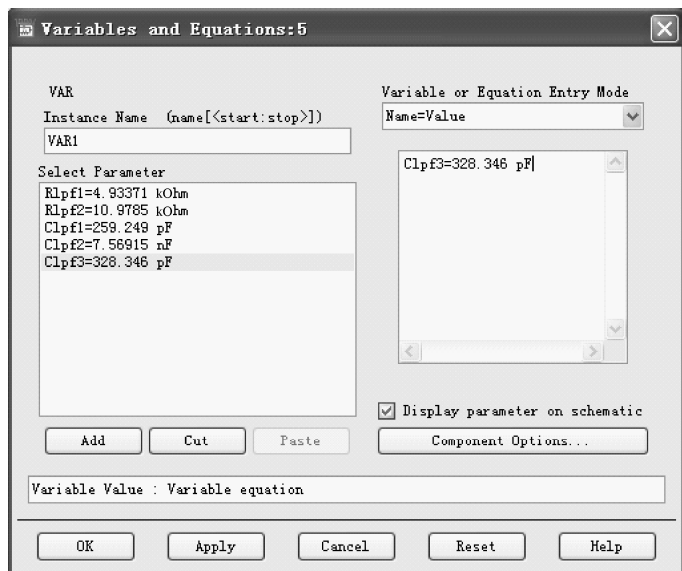 Variables and Equations:5
VAR
Instance Name (name[<start:stop>])
VAR1
Select Parameter
Rlpf1=4.93371 kOhm
Rlpf2=10.9785 kOhm
Clpf1=259.249 pF
Clpf2=7.56915 nF
Clpf3=328.346 pF
Add
Cut
Paste
Variable or Equation Entry Mode
Name=Value
Clpf3=328.346 pF
Display parameter on schematic
Component Options...
Variable Value : Variable equation
OK
Apply
Cancel
Reset
Help